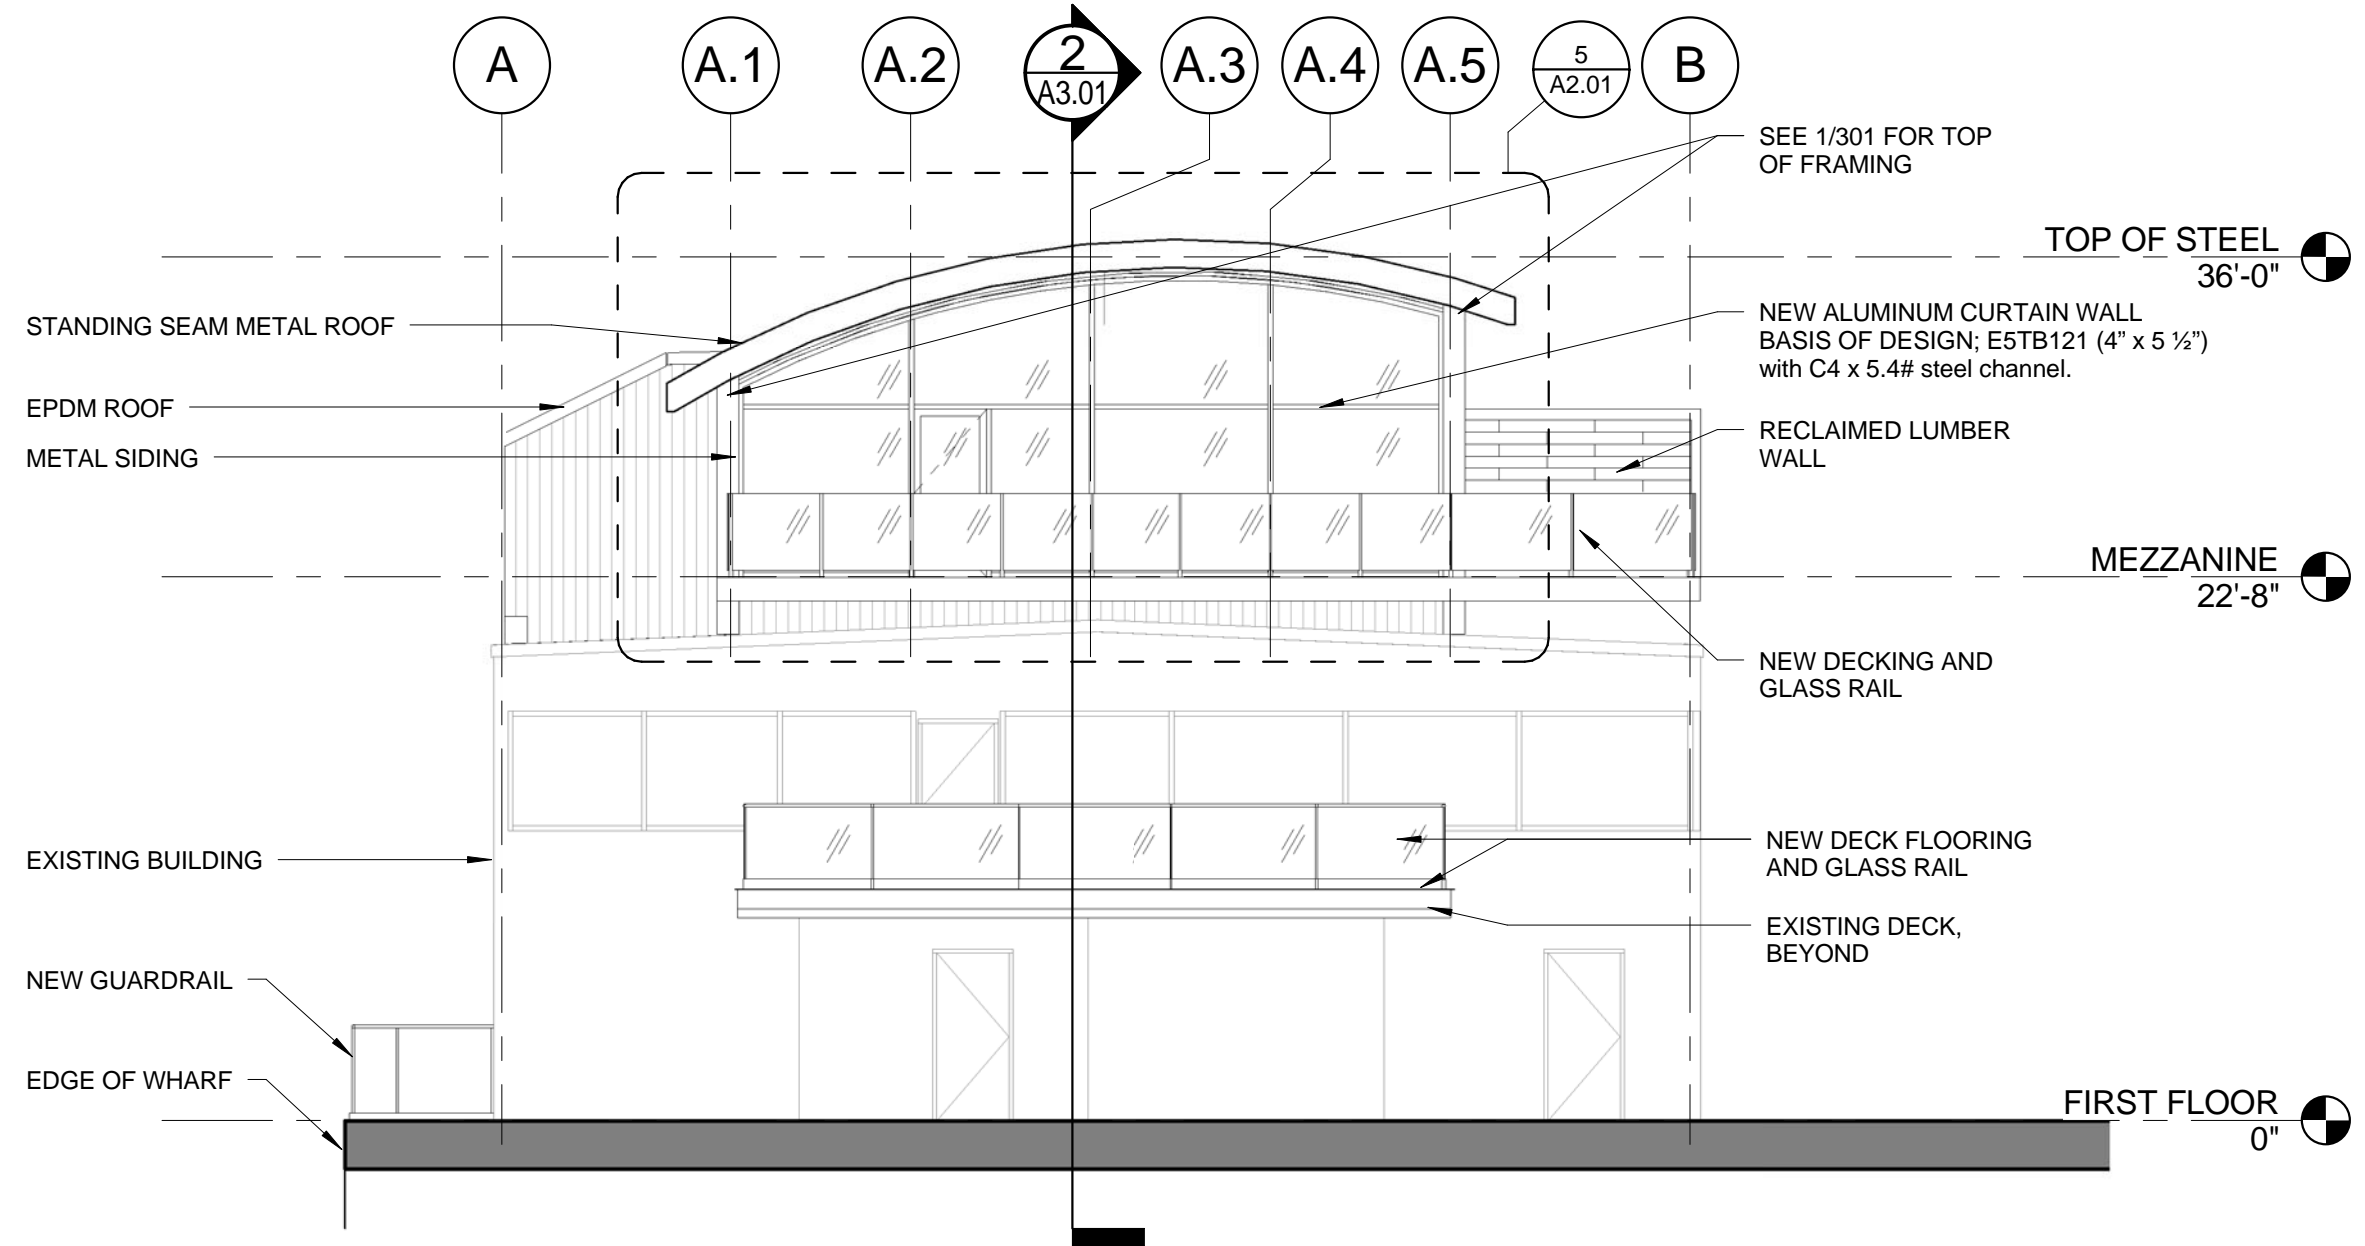 A
A.1
A.2
2
A3.01
A.3
A.4
A.5
5
A2.01
B
SEE 1/301 FOR TOP
OF FRAMING
TOP OF STEEL
36'-0"
NEW ALUMINUM CURTAIN WALL
BASIS OF DESIGN; E5TB121 (4” x 5 ½”)
with C4 x 5.4# steel channel.
STANDING SEAM METAL ROOF
EPDM ROOF
METAL SIDING
RECLAIMED LUMBER
WALL
MEZZANINE
22'-8"
NEW DECKING AND
GLASS RAIL
EXISTING BUILDING
NEW DECK FLOORING
AND GLASS RAIL
EXISTING DECK,
BEYOND
NEW GUARDRAIL
EDGE OF WHARF
FIRST FLOOR
0"